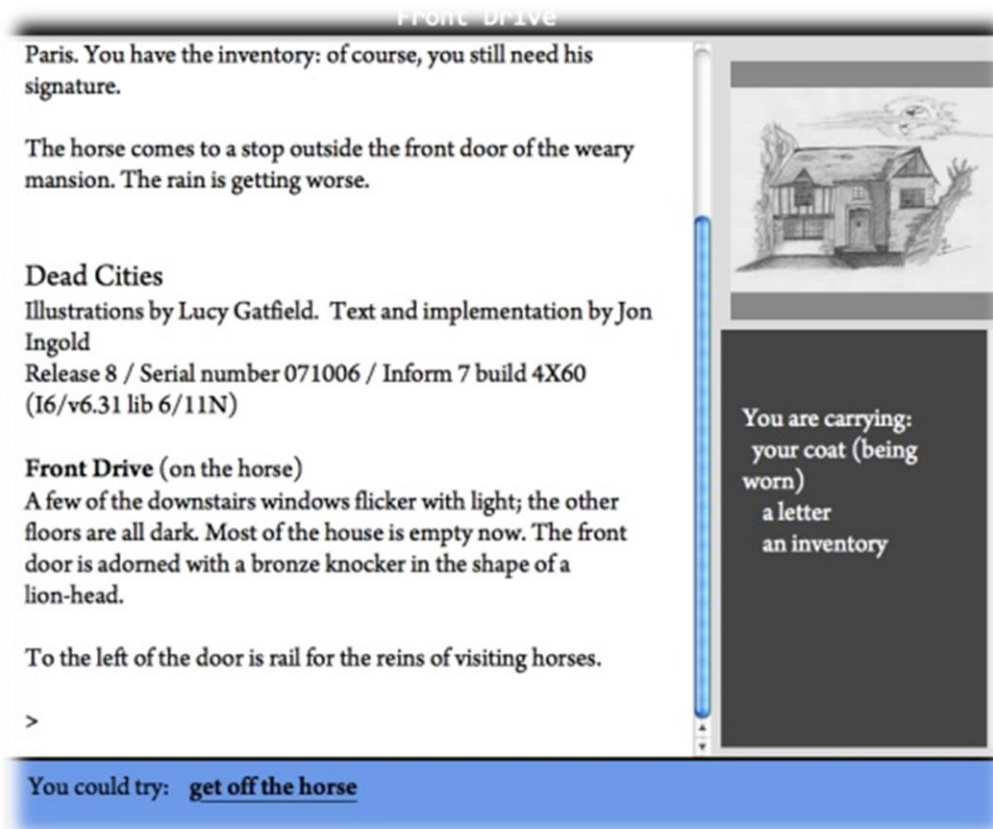 Front Drive
Paris. You have the inventory: of course, you still need his
signature.
The horse comes to a stop outside the front door of the weary
mansion. The rain is getting worse.
Dead Cities
Illustrations by Lucy Gatfield. Text and implementation by Jon
Ingold
Release 8 / Serial number 071006 / Inform 7 build 4X60
(I6/v6.31 lib 6/11N)
Front Drive (on the horse)
A few of the downstairs windows flicker with light; the other
floors are all dark. Most of the house is empty now. The front
door is adorned with a bronze knocker in the shape of a
lion-head.
To the left of the door is rail for the reins of visiting horses.
>
You are carrying:
your coat (being
worn)
a letter
an inventory
You could try: get off the horse